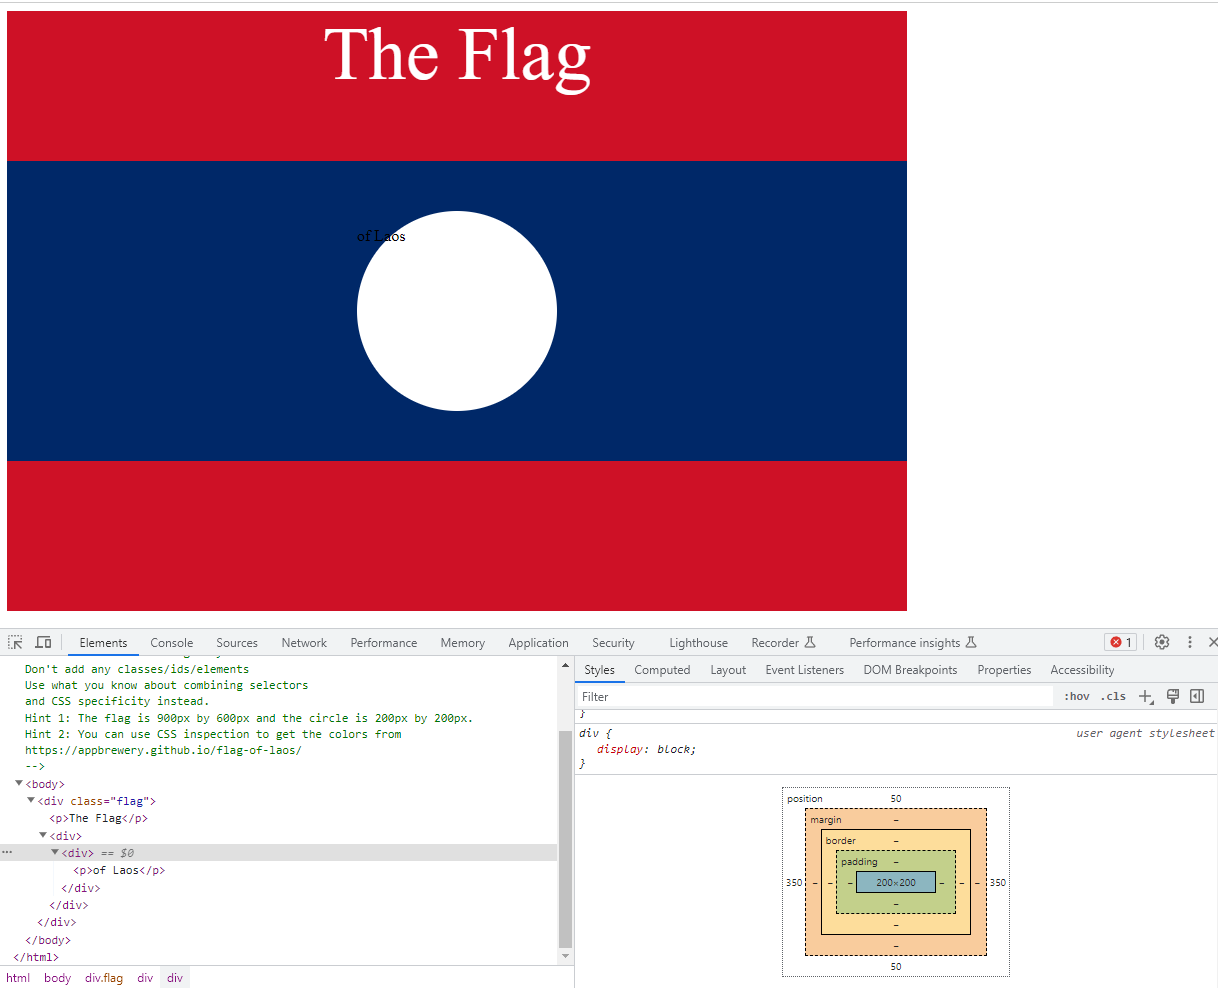 The Flag
of Laos
Elements Console Sources Network Performance Memory Application Security Lighthouse Recorder Performance insights 1
Don't add any classes/ids/elements
Use what you know about combining selectors
and CSS specificity instead.
Hint 1: The flag is 900px by 600px and the circle is 200px by 200px.
Hint 2: You can use CSS inspection to get the colors from
https://appbrewery.github.io/flag-of-laos/
-->
<body>
<div class="flag">
<p>The Flag</p>
<div>
… <div> == $0
<p>of Laos</p>
</div>
</div>
</div>
</body>
</html>
html body div.flag div div
Styles Computed Layout Event Listeners DOM Breakpoints Properties Accessibility
Filter :hov .cls
}
div { user agent stylesheet
display: block;
}
position 50
margin –
border –
padding –
350 – – – 200×200 – – – 350
–
–
–
50